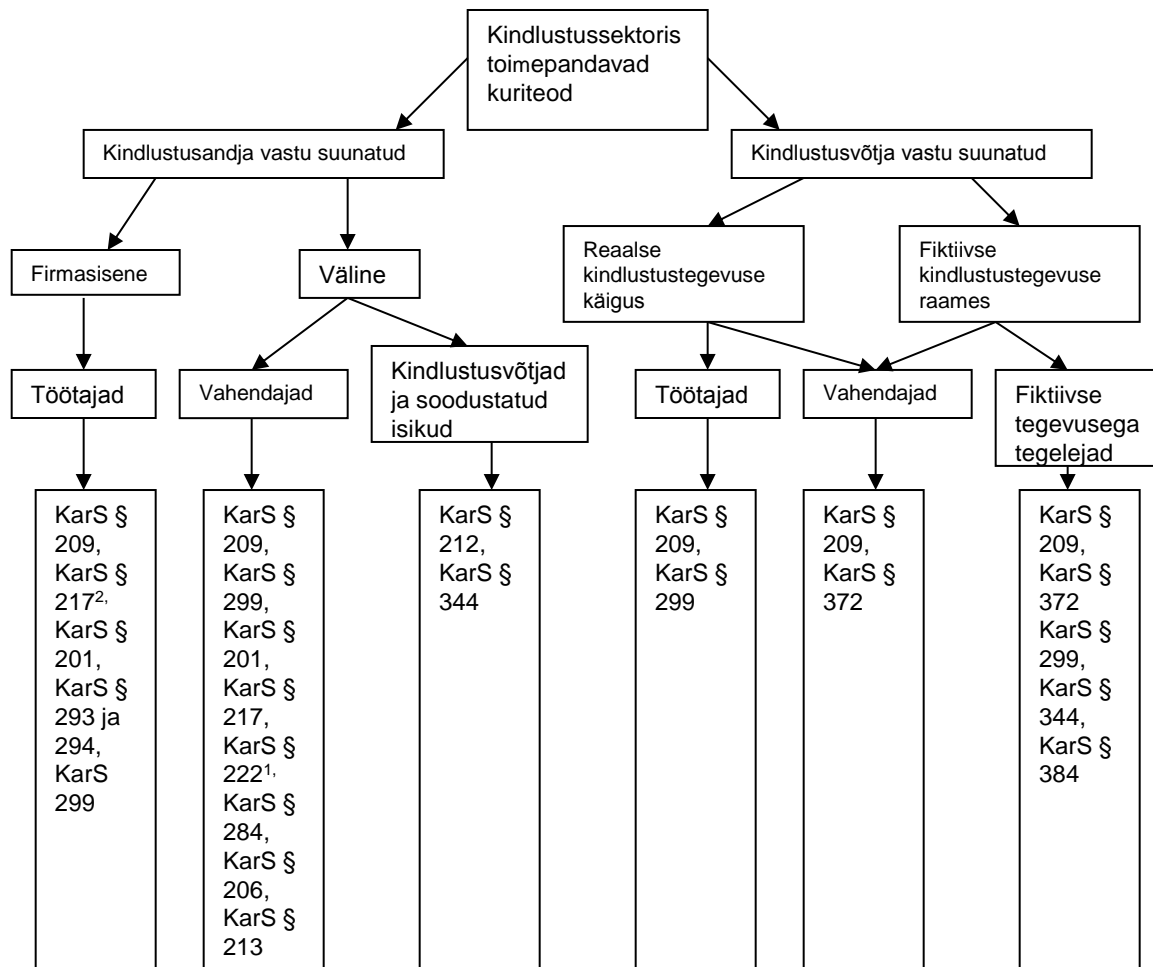 Kindlustussektoris
toimepandavad
kuriteod
Kindlustusandja vastu suunatud
Kindlustusvõtja vastu suunatud
Firmasisene
Väline
Reaalse
kindlustustegevuse
käigus
Fiktiivse
kindlustustegevuse
raames
Töötajad
Vahendajad
Kindlustusvõtjad
ja soodustatud
isikud
Töötajad
Vahendajad
Fiktiivse
tegevusega
tegelejad
KarS §
209,
KarS §
217²,
KarS §
201,
KarS §
293 ja
294,
KarS
299
KarS §
209,
KarS §
299,
KarS §
201,
KarS §
217,
KarS §
222¹,
KarS §
284,
KarS §
206,
KarS §
213
KarS §
212,
KarS §
344
KarS §
209,
KarS §
299
KarS §
209,
KarS §
372
KarS §
209,
KarS §
372
KarS §
299,
KarS §
344,
KarS §
384